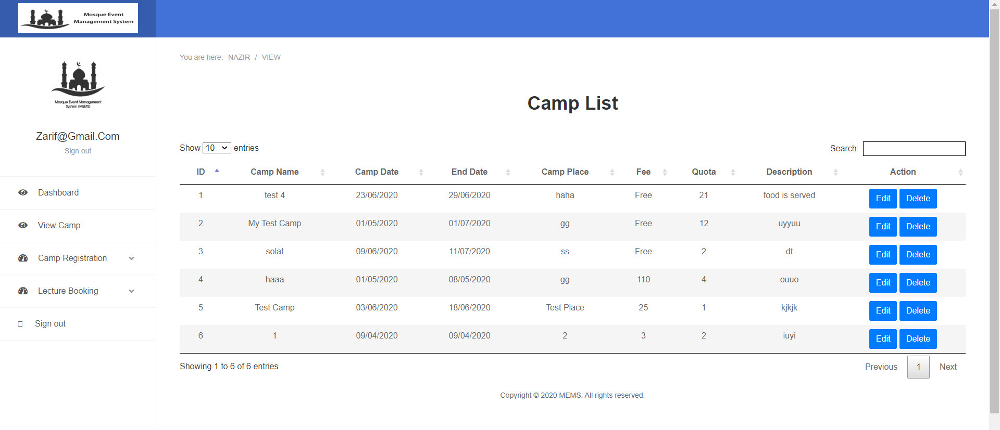 Mosque Event
Management System
Mosque Event Management
System (MEMS)
Zarif@Gmail.Com
Sign out
Dashboard
View Camp
Camp Registration
Lecture Booking
Sign out
You are here: NAZIR / VIEW
Camp List
Show 10 entries
Search:
ID Camp Name Camp Date End Date Camp Place Fee Quota Description Action
1 test 4 23/06/2020 29/06/2020 haha Free 21 food is served Edit Delete
2 My Test Camp 01/05/2020 01/07/2020 gg Free 12 uyyuu Edit Delete
3 solat 09/06/2020 11/07/2020 ss Free 2 dt Edit Delete
4 haaa 01/05/2020 08/05/2020 gg 110 4 ouuo Edit Delete
5 Test Camp 03/06/2020 18/06/2020 Test Place 25 1 kjkjk Edit Delete
6 1 09/04/2020 09/04/2020 2 3 2 iuyi Edit Delete
Showing 1 to 6 of 6 entries
Previous 1 Next
Copyright © 2020 MEMS. All rights reserved.